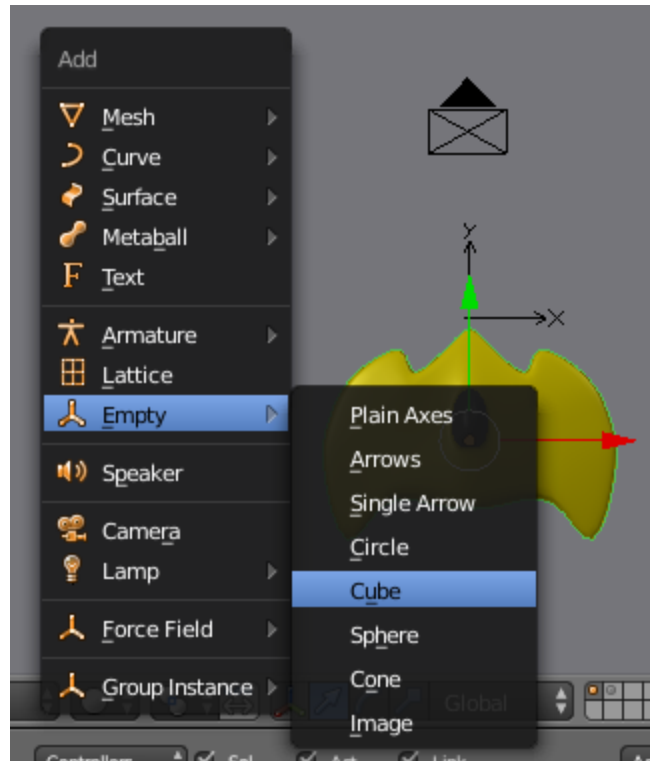 Add
Mesh
Curve
Surface
Metaball
Text
Armature
Lattice
Empty
Speaker
Camera
Lamp
Force Field
Group Instance
Plain Axes
Arrows
Single Arrow
Circle
Cube
Sphere
Cone
Image
Y
X
Global